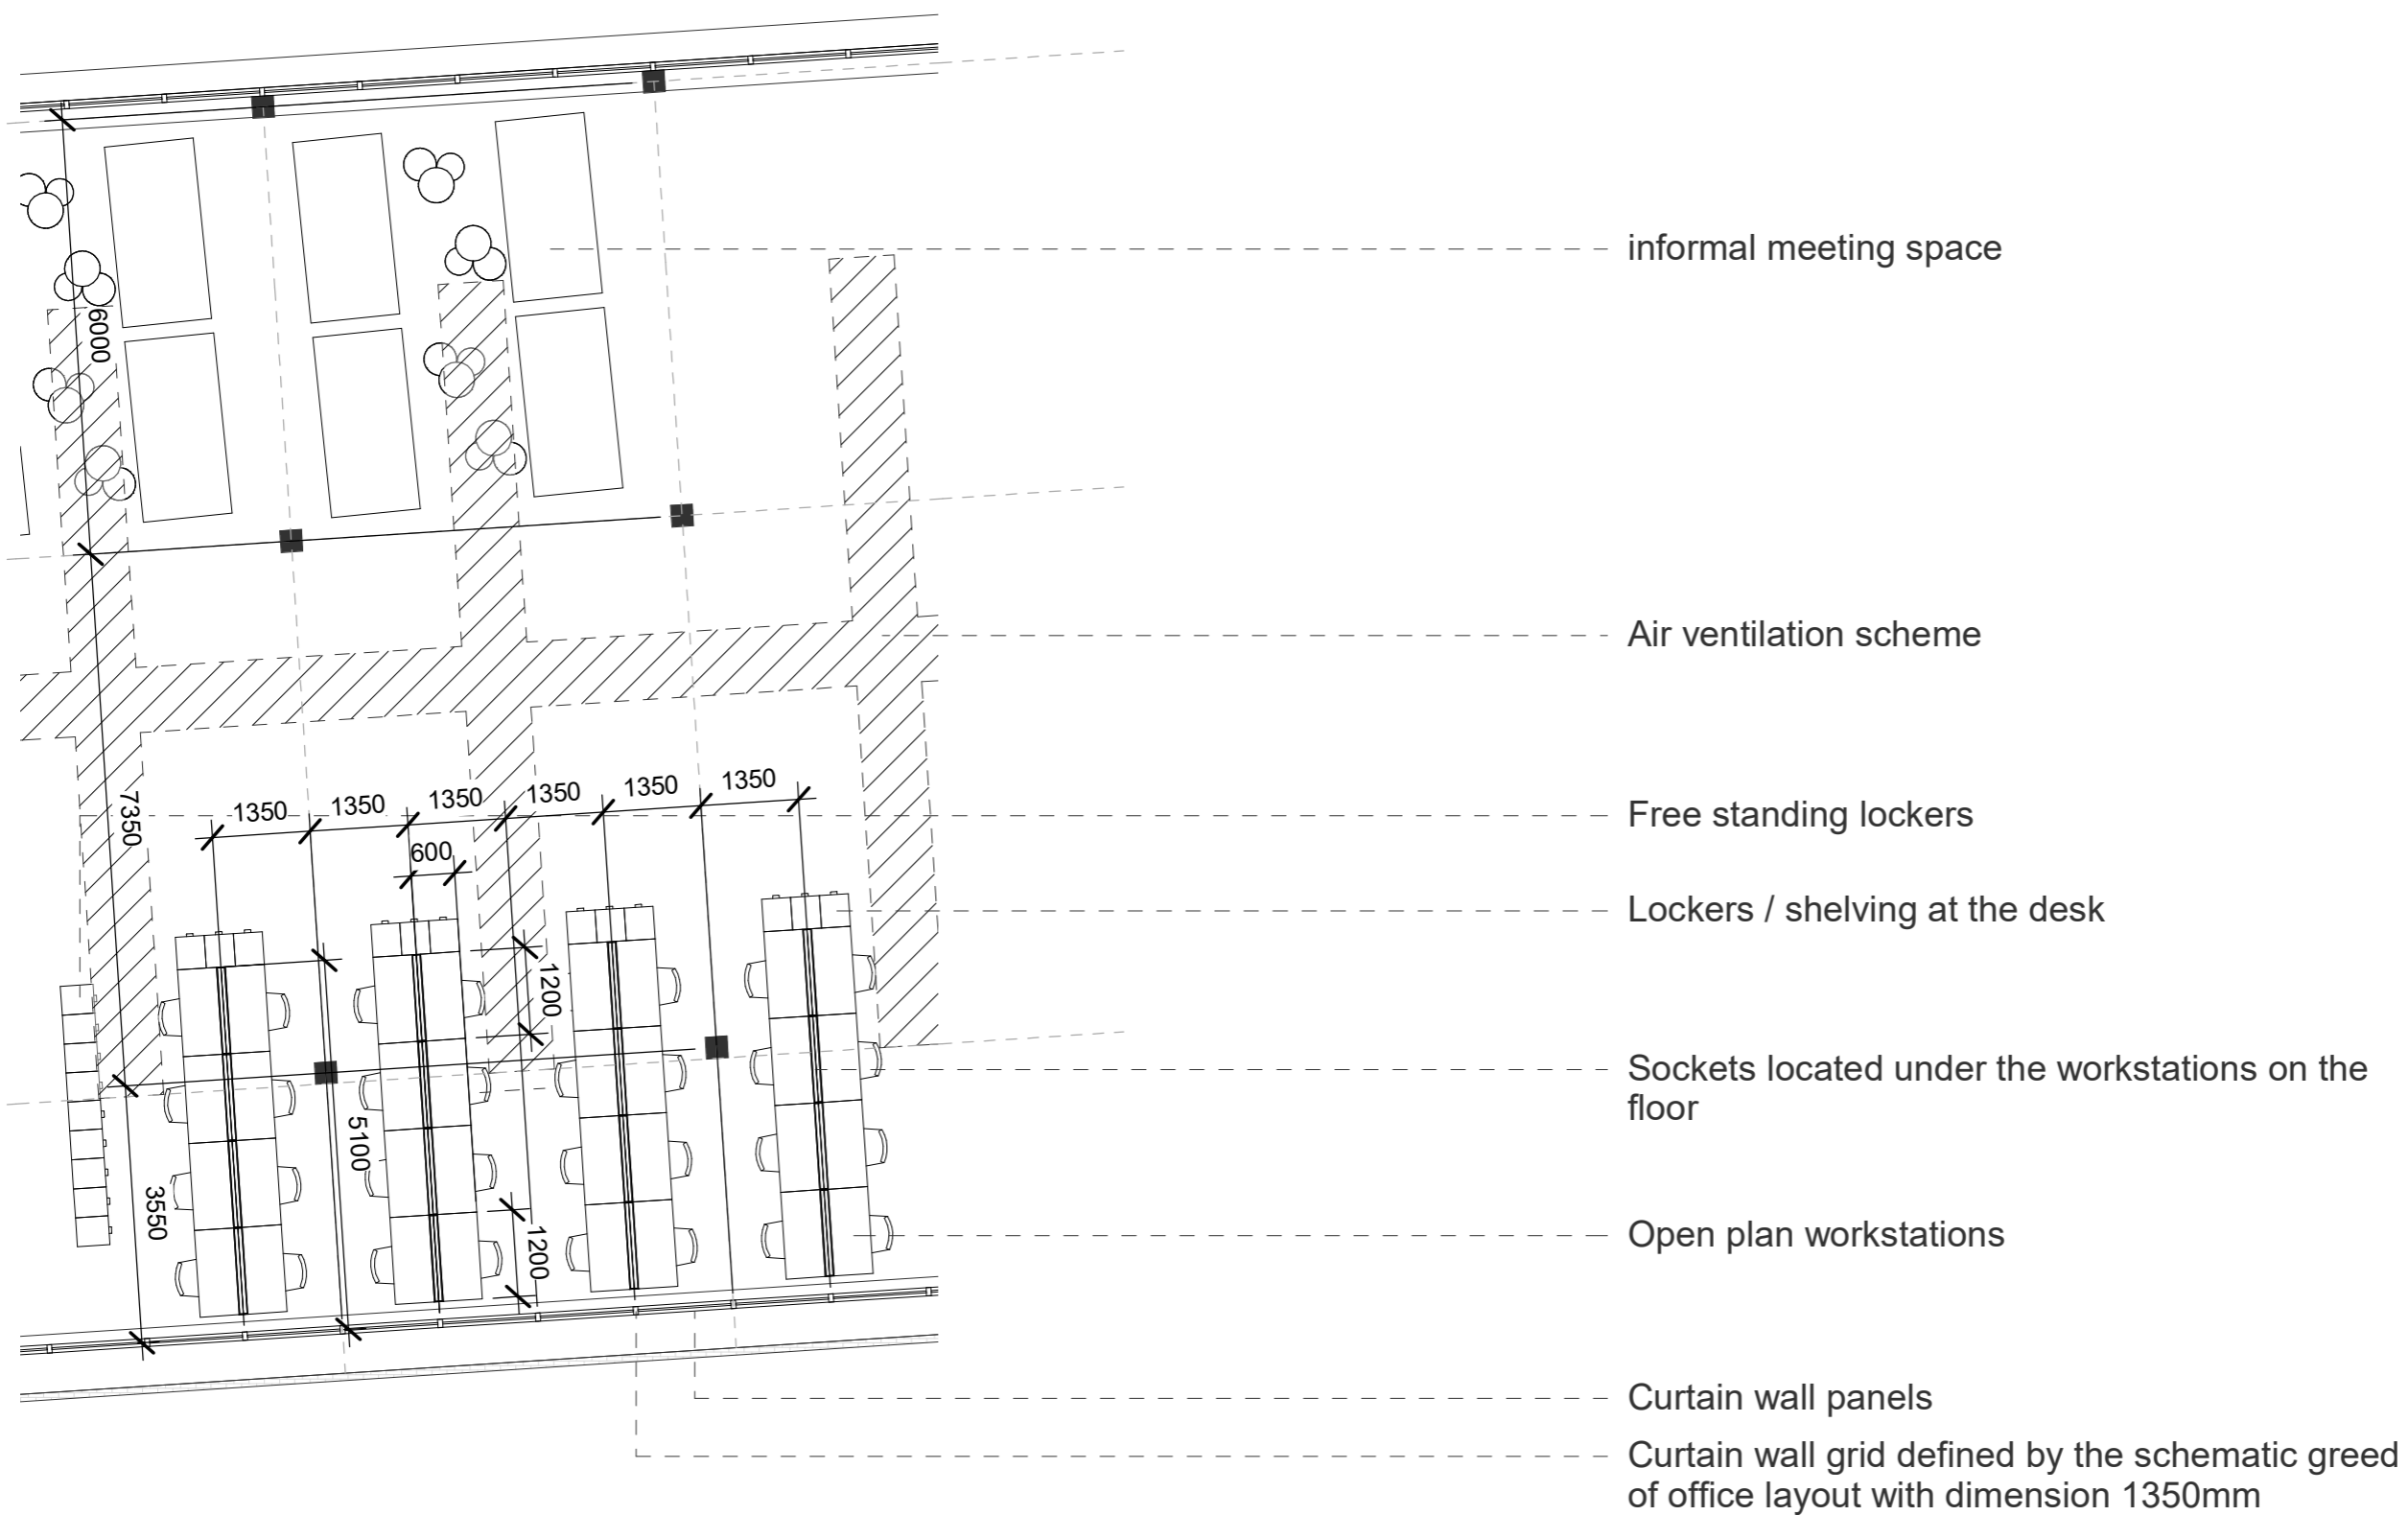 informal meeting space
6000
Air ventilation scheme
7350
1350 1350 1350 1350 1350 1350
Free standing lockers
600
Lockers / shelving at the desk
1200
Sockets located under the workstations on the
floor
5100
3550
1200
Open plan workstations
Curtain wall panels
Curtain wall grid defined by the schematic greed
of office layout with dimension 1350mm